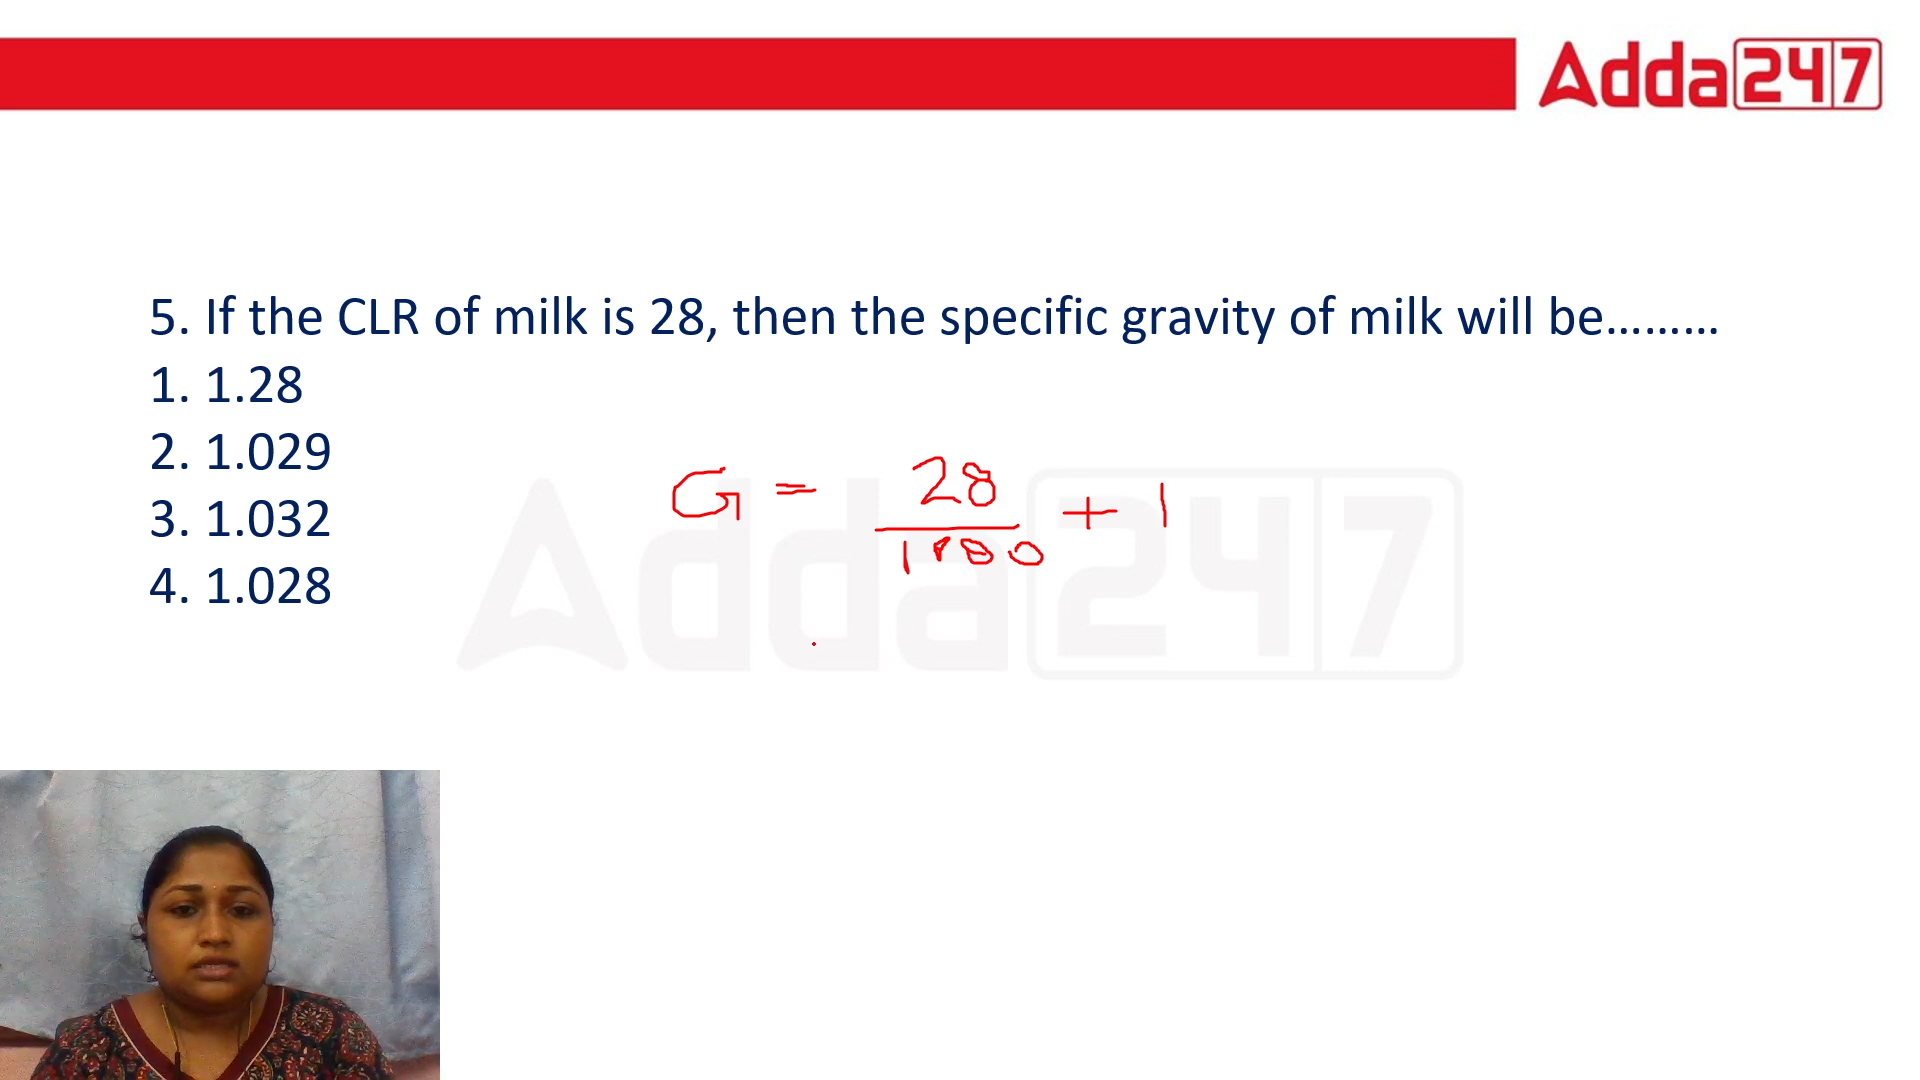 Adda247
5. If the CLR of milk is 28, then the specific gravity of milk will be.........
1. 1.28
2. 1.029
3. 1.032
4. 1.028
G = 28/1000 + 1
Adda247